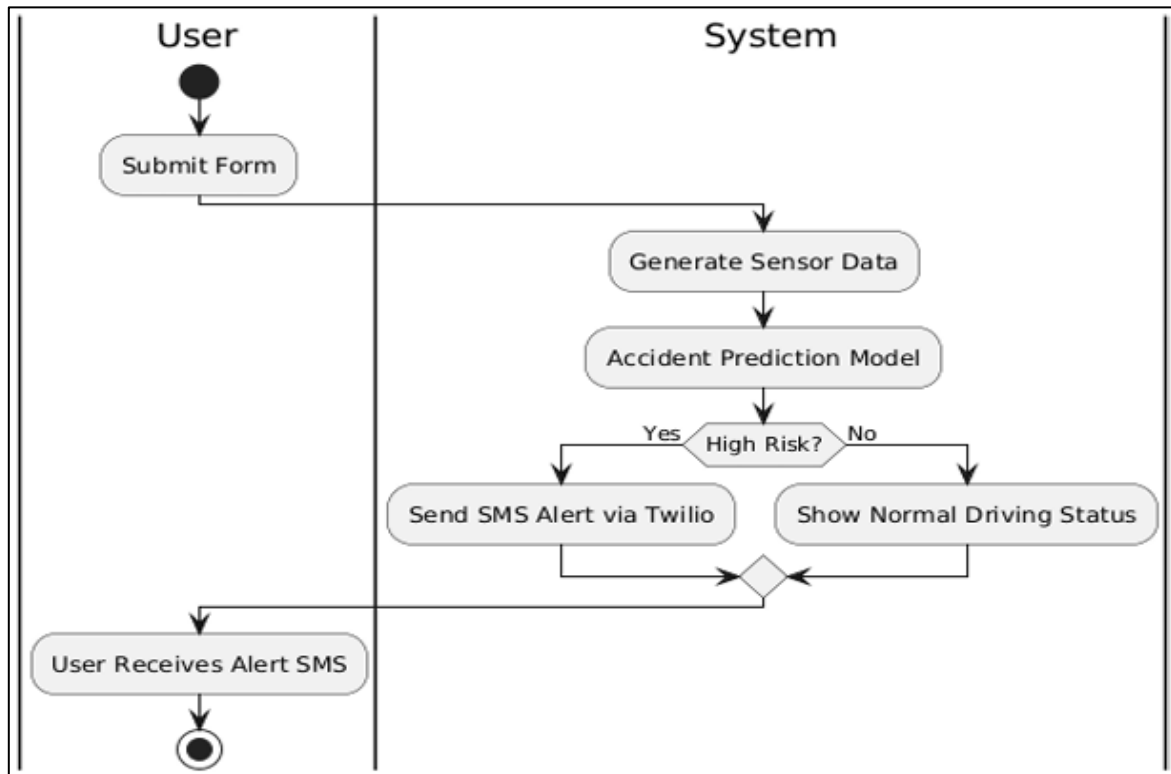 User
System
Submit Form
Generate Sensor Data
Accident Prediction Model
Yes
High Risk?
No
Send SMS Alert via Twilio
Show Normal Driving Status
User Receives Alert SMS